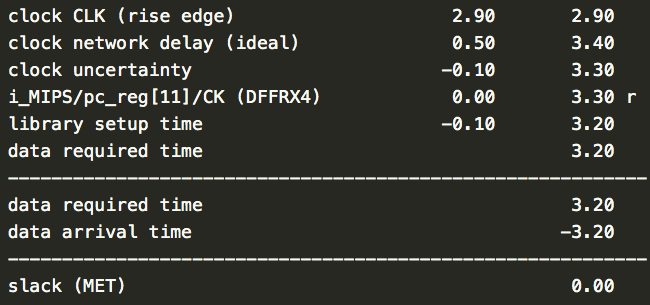 clock CLK (rise edge) 2.90 2.90
clock network delay (ideal) 0.50 3.40
clock uncertainty -0.10 3.30
i_MIPS/pc_reg[11]/CK (DFFRX4) 0.00 3.30 r
library setup time -0.10 3.20
data required time 3.20
-----------------------------------------------------------
data required time 3.20
data arrival time -3.20
-----------------------------------------------------------
slack (MET) 0.00